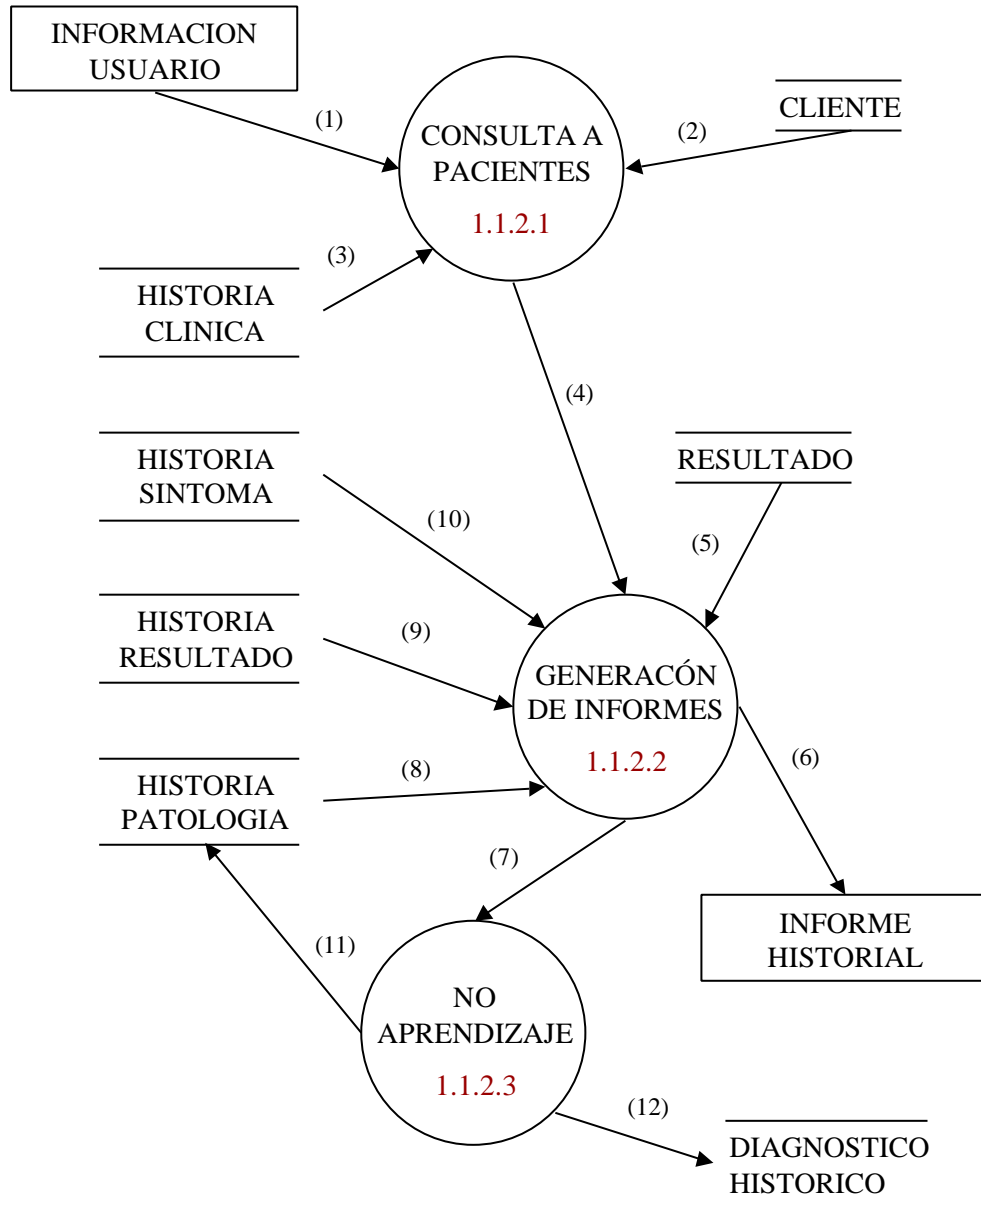 INFORMACION
USUARIO
(1)
CONSULTA A
PACIENTES
1.1.2.1
(2)
CLIENTE
(3)
HISTORIA
CLINICA
(4)
HISTORIA
SINTOMA
(10)
RESULTADO
(5)
HISTORIA
RESULTADO
(9)
GENERACÓN
DE INFORMES
1.1.2.2
(6)
HISTORIA
PATOLOGIA
(8)
(7)
INFORME
HISTORIAL
(11)
NO
APRENDIZAJE
1.1.2.3
(12)
DIAGNOSTICO
HISTORICO